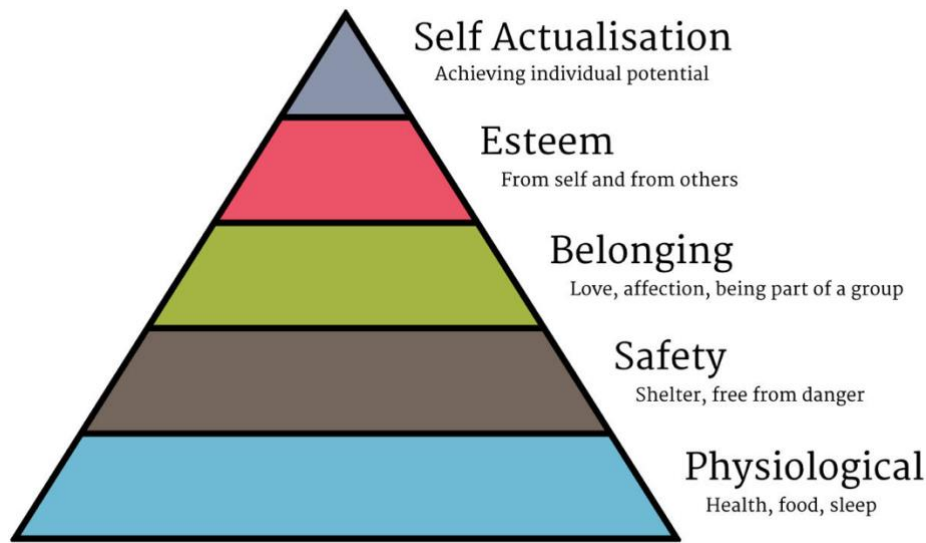 Self Actualisation
Achieving individual potential
Esteem
From self and from others
Belonging
Love, affection, being part of a group
Safety
Shelter, free from danger
Physiological
Health, food, sleep